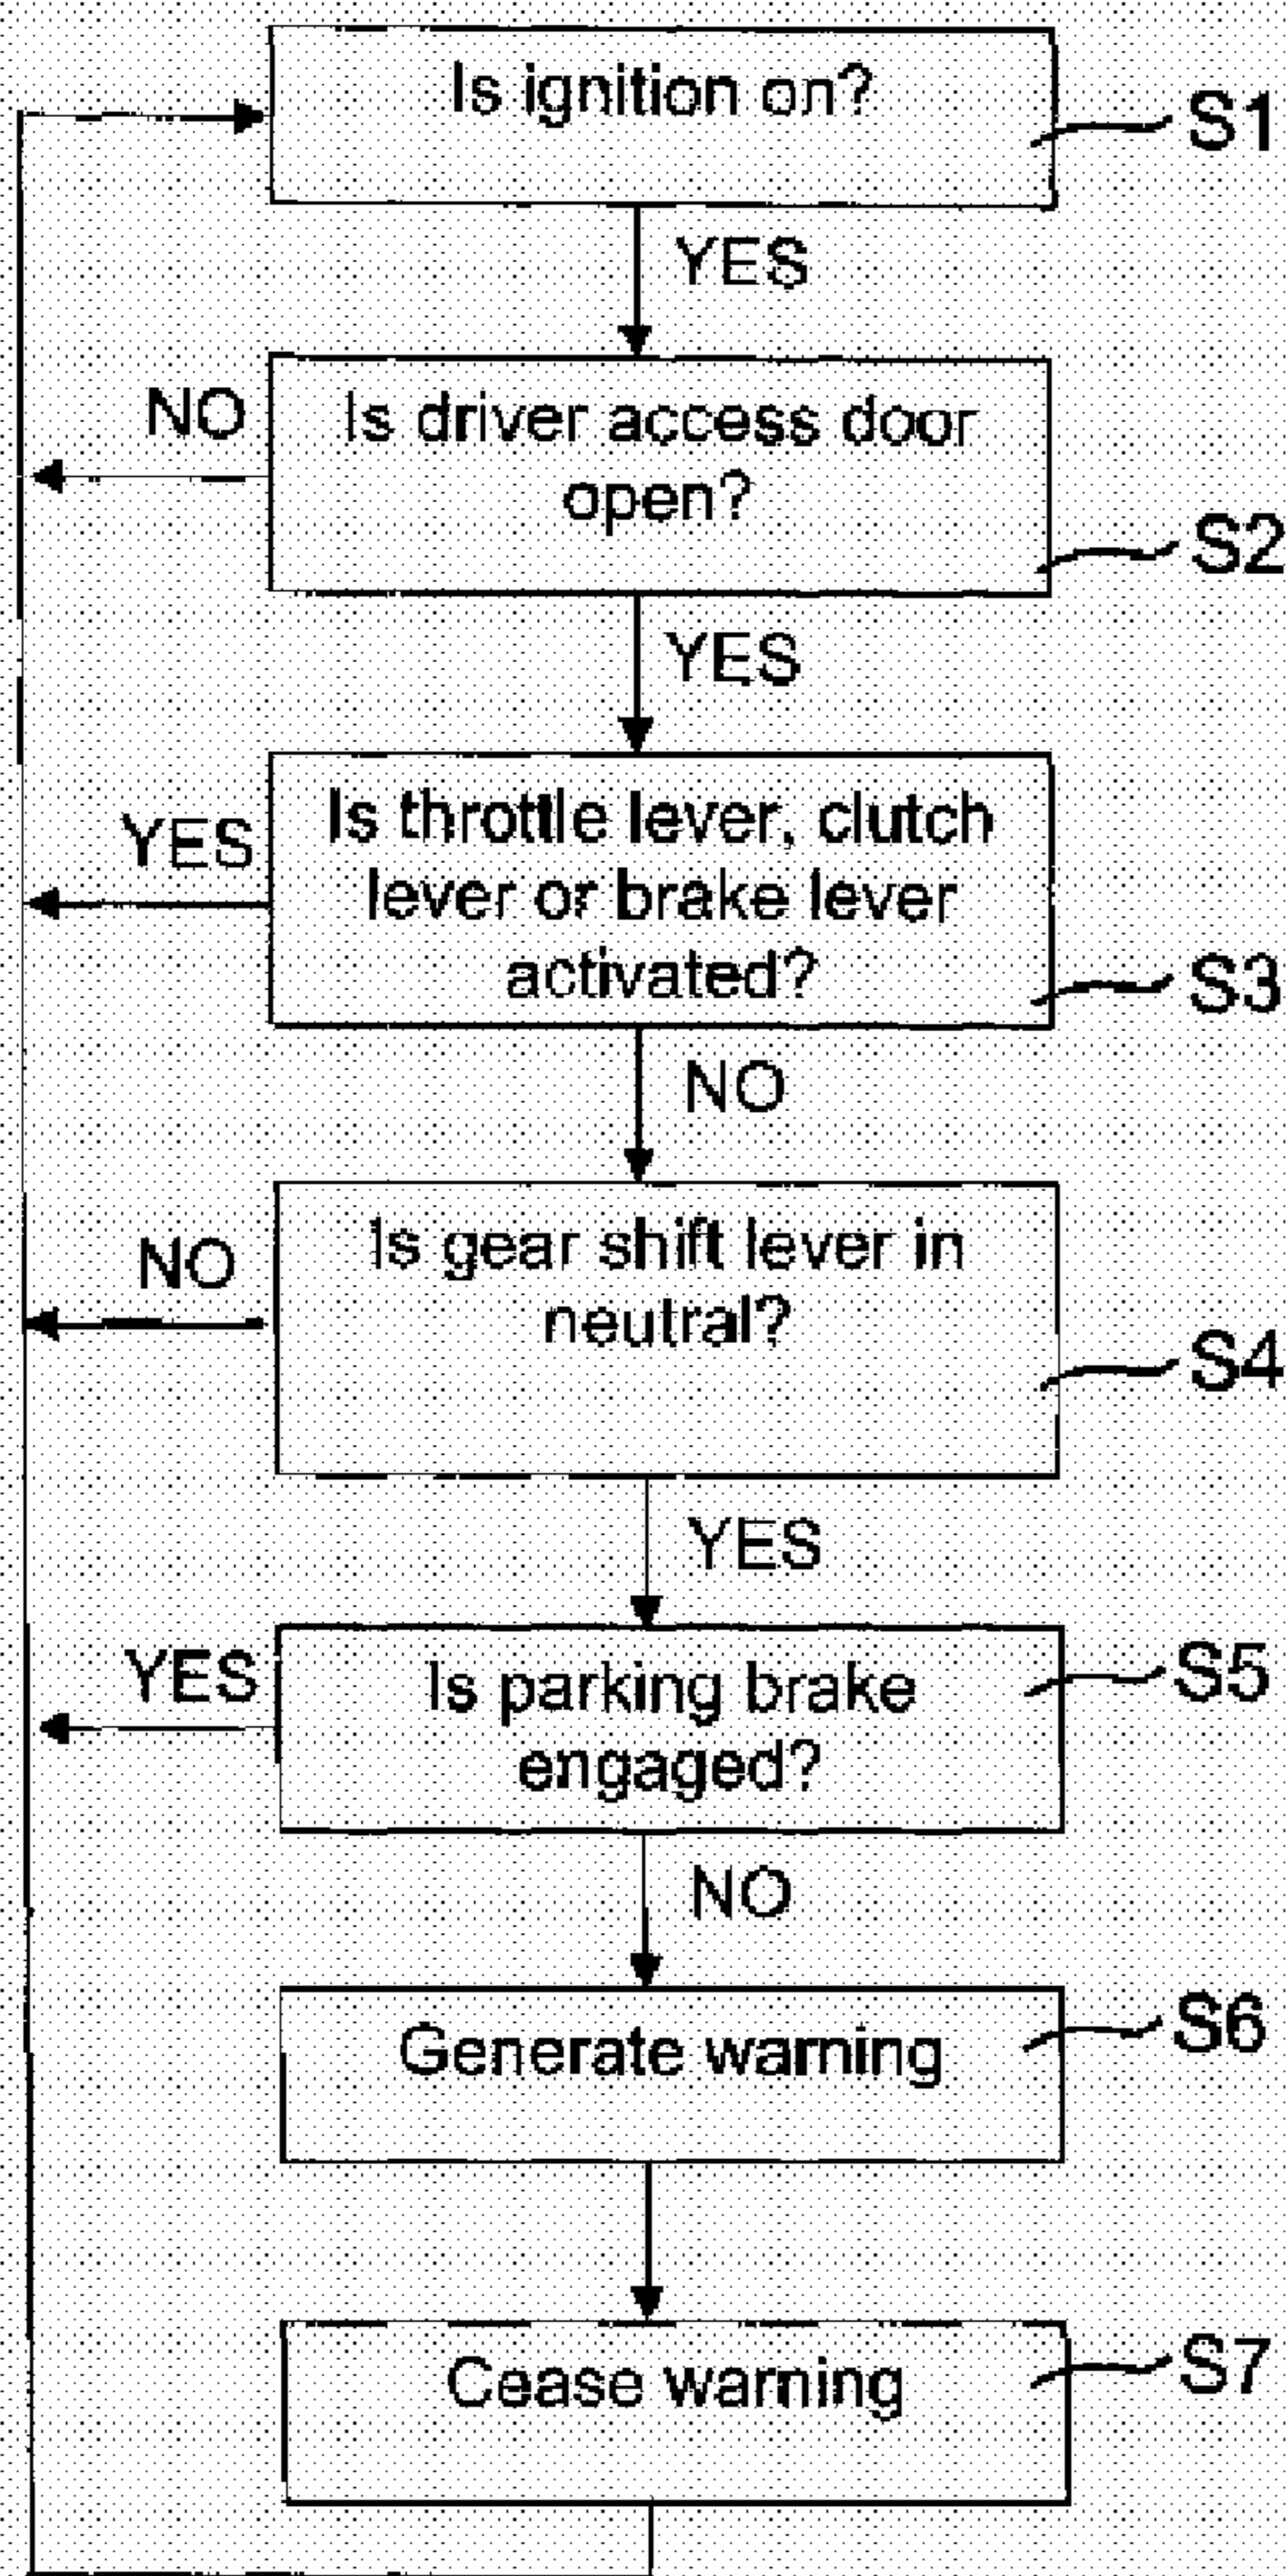 Is ignition on?
S1
YES
NO
Is driver access door
open?
S2
YES
YES
Is throttle lever, clutch
lever or brake lever
activated?
S3
NO
NO
Is gear shift lever in
neutral?
S4
YES
YES
Is parking brake
engaged?
S5
NO
Generate warning
S6
Cease warning
S7